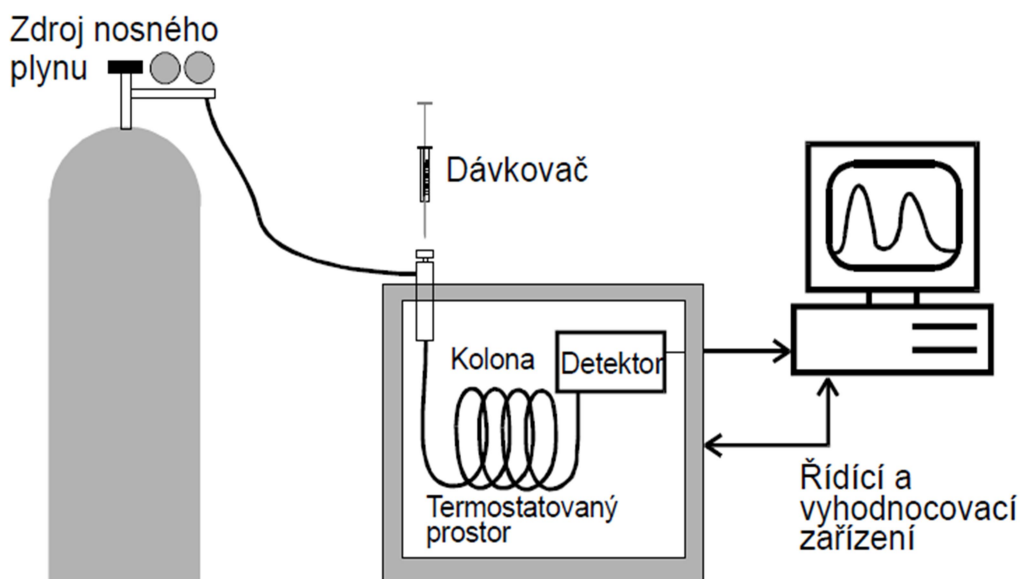 Zdroj nosného
plynu
Dávkovač
Kolona
Detektor
Termostatovaný
prostor
Řídící a
vyhodnocovací
zařízení